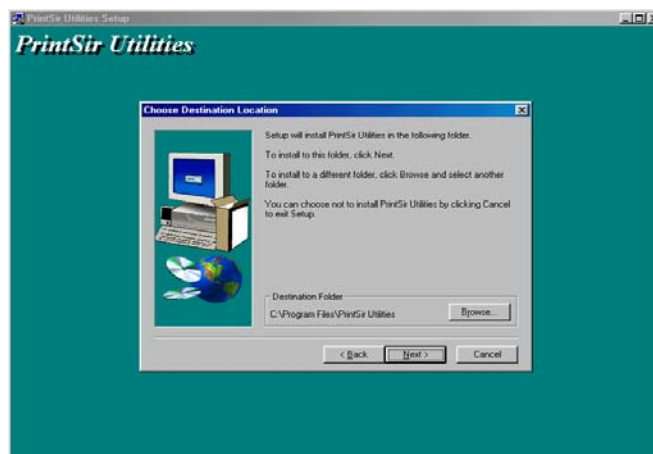 PrintSir Utilities Setup
PrintSir Utilities
Choose Destination Location
Setup will install PrintSir Utilities in the following folder.
To install to this folder, click Next.
To install to a different folder, click Browse and select another
folder.
You can choose not to install PrintSir Utilities by clicking Cancel
to exit Setup.
Destination Folder
C:\Program Files\PrintSir Utilities
Browse...
< Back
Next >
Cancel